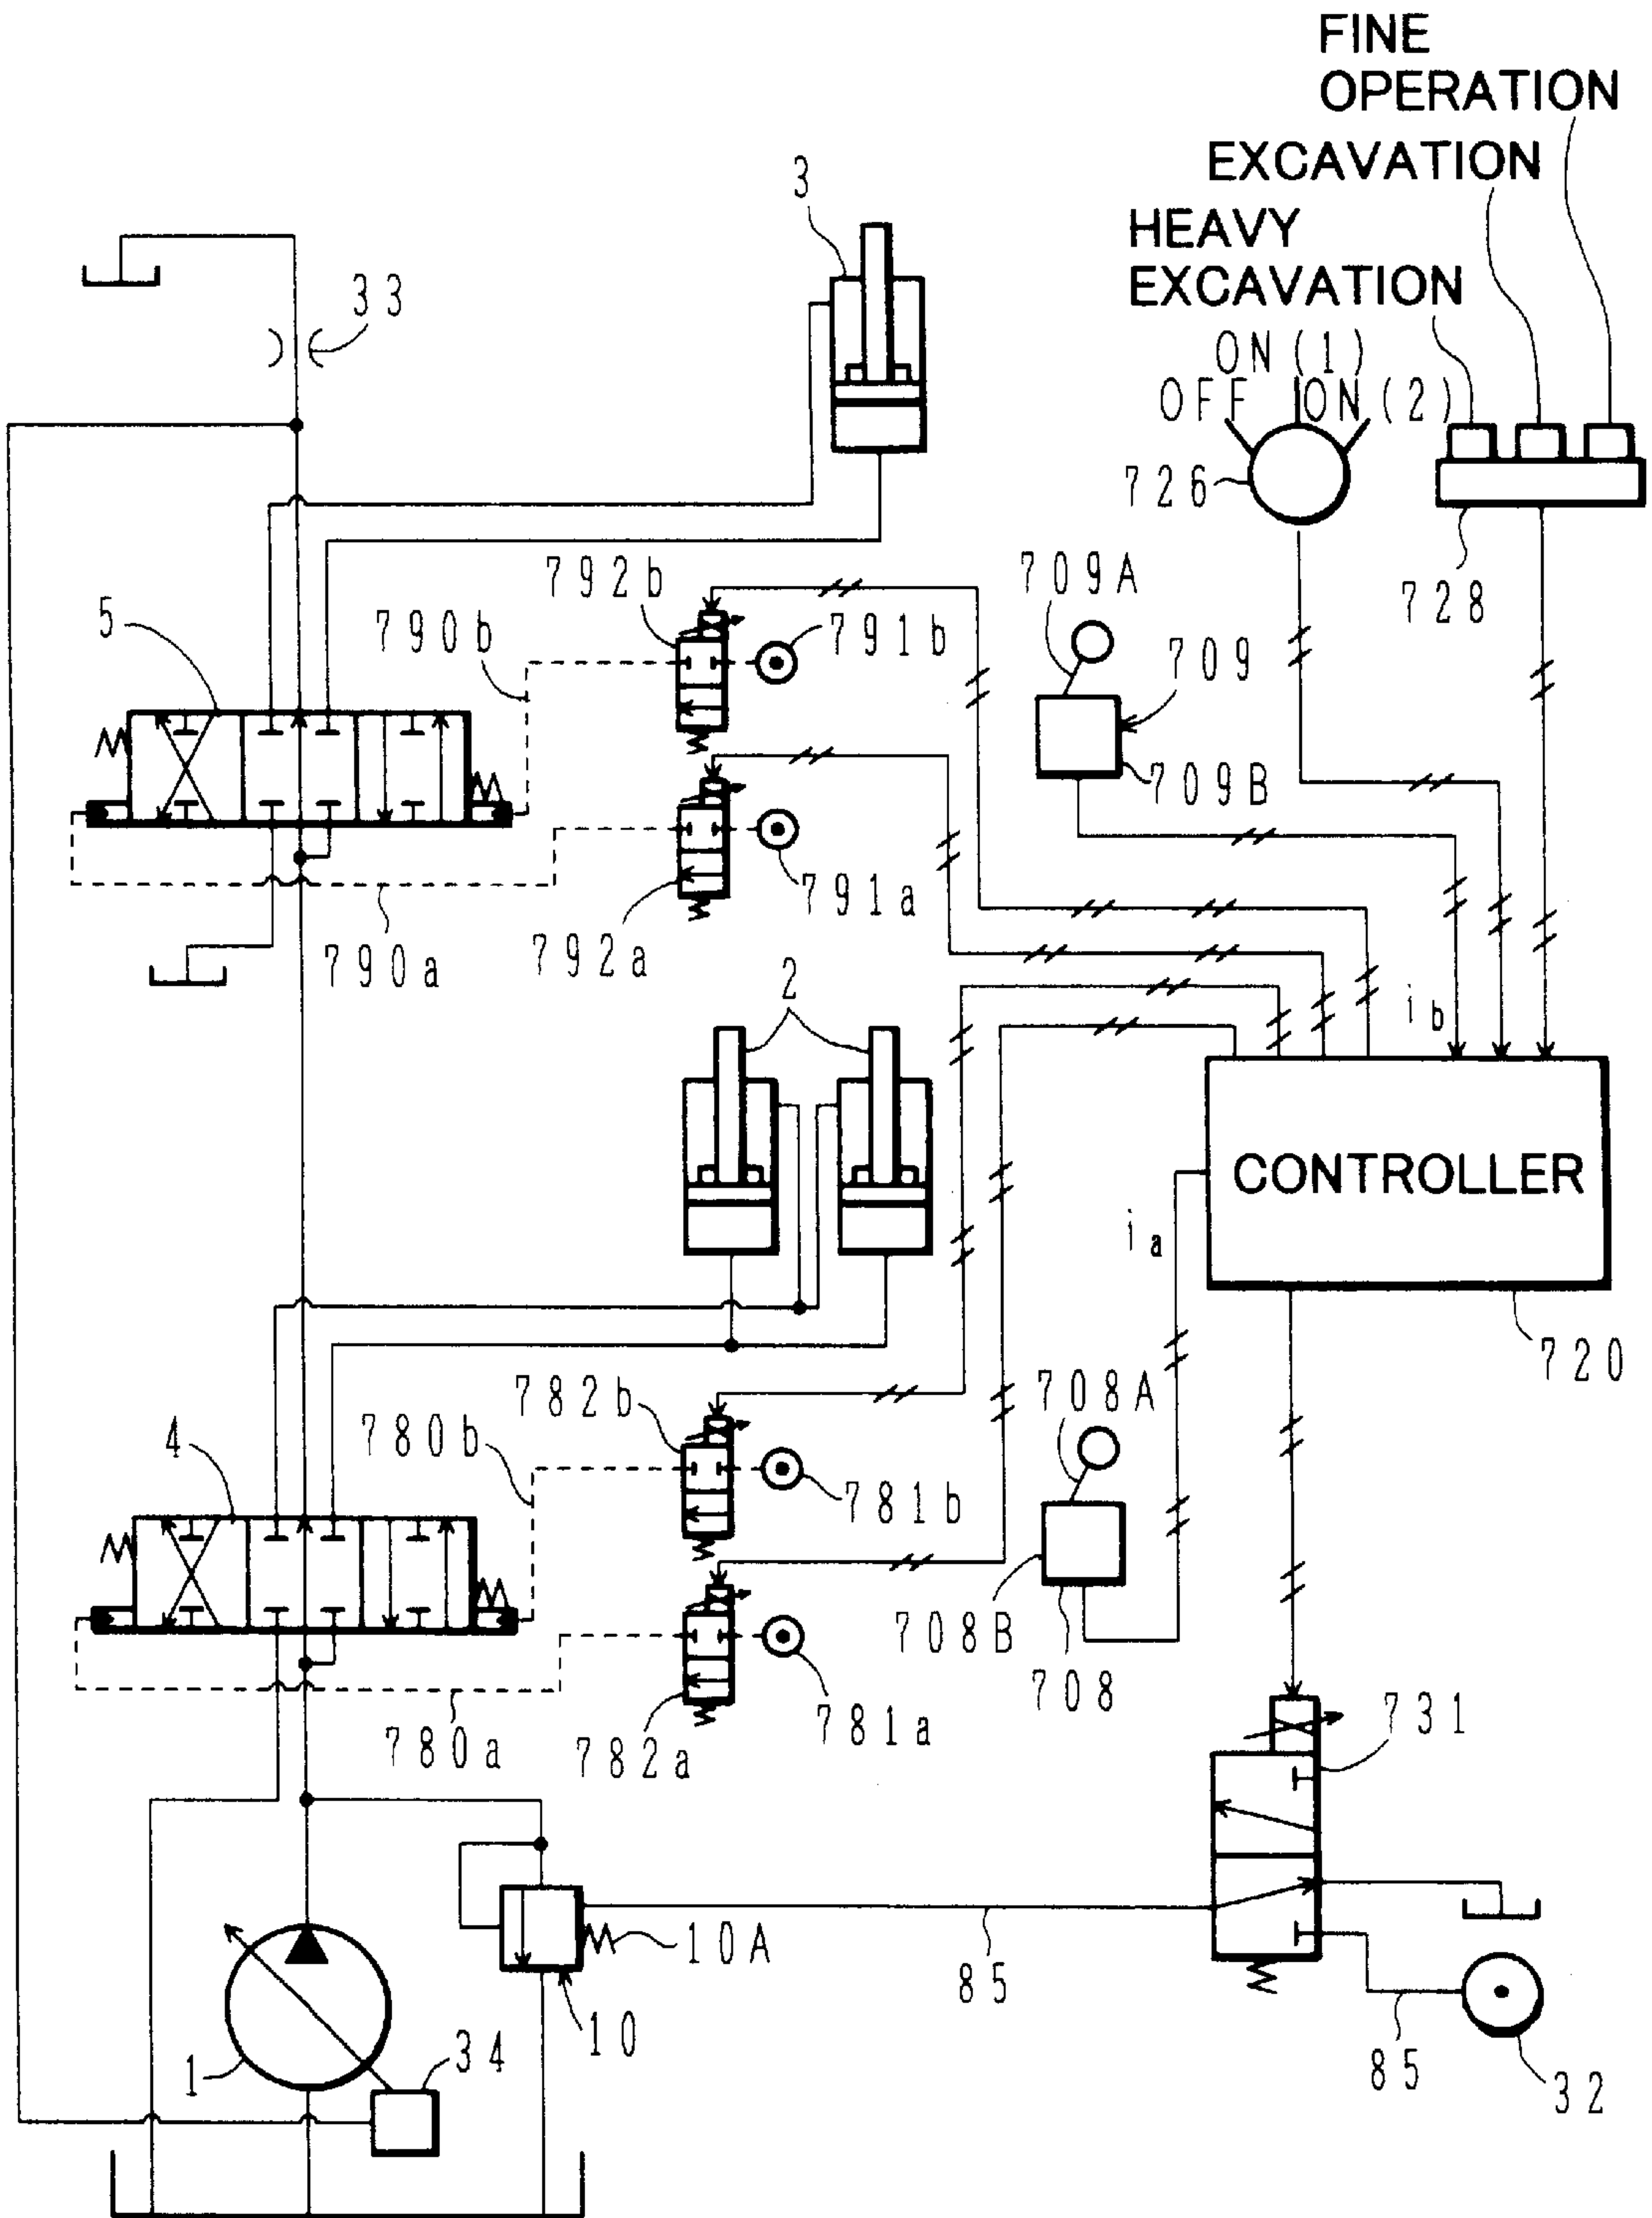 FINE
OPERATION
EXCAVATION
HEAVY
EXCAVATION
ON (1)
OFF
ON (2)
3
33
726
728
792b
709A
5
790b
791b
709
709B
791a
790a
792a
2
i b
CONTROLLER
i a
720
782b
708A
4
780b
781b
708B
708
731
780a
782a
781a
10A
85
10
34
1
85
32